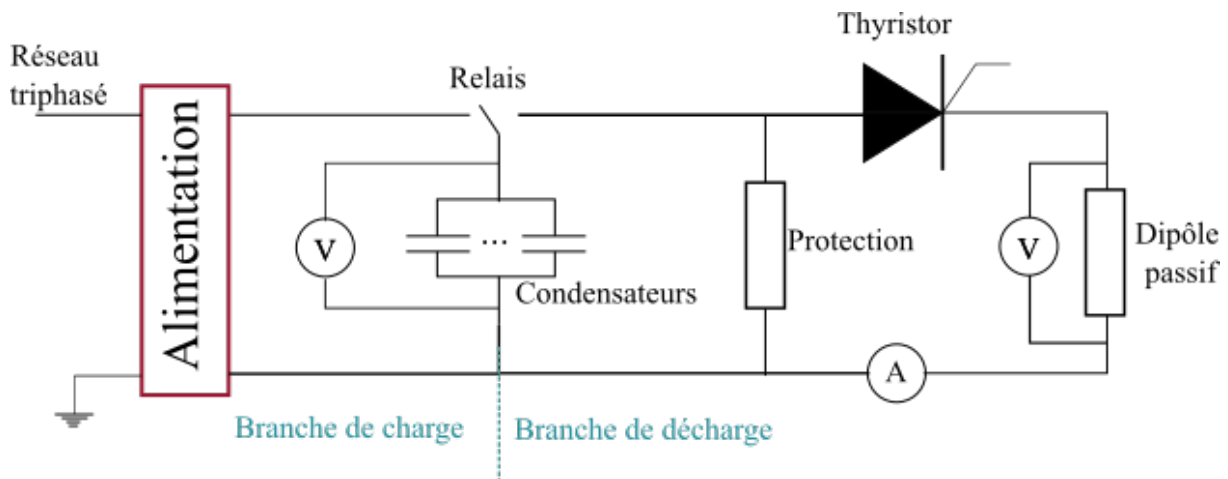 Réseau
triphasé
Alimentation
Relais
Thyristor
V
...
Condensateurs
Protection
V
Dipôle
passif
A
Branche de charge
Branche de décharge